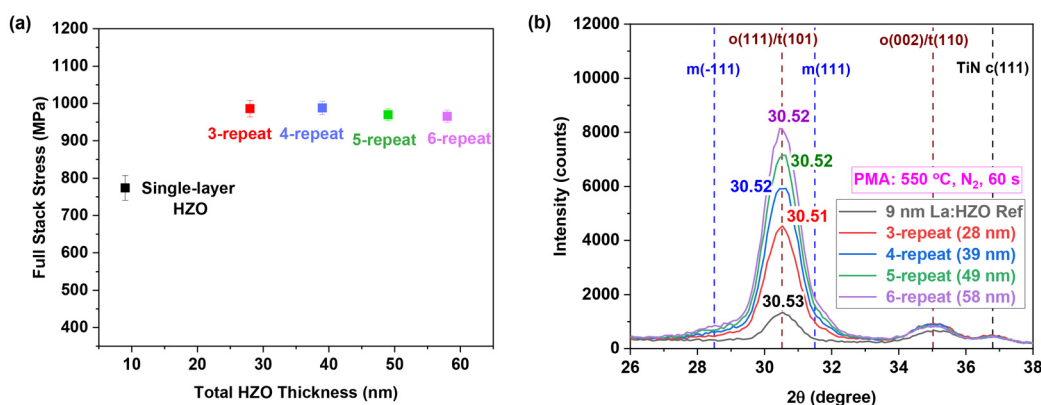 (a)
Full Stack Stress (MPa)
1200
1100
1000
900
800
700
600
500
400
0
10
20
30
40
50
60
Total HZO Thickness (nm)
3-repeat
4-repeat
5-repeat
6-repeat
Single-layer
HZO
(b)
Intensity (counts)
12000
10000
8000
6000
4000
2000
0
26
28
30
32
34
36
38
2θ (degree)
o(111)/t(101)
o(002)/t(110)
m(-111)
m(111)
TiN c(111)
30.52
30.52
30.52
30.51
30.53
PMA: 550 ºC, N₂, 60 s
9 nm La:HZO Ref
3-repeat (28 nm)
4-repeat (39 nm)
5-repeat (49 nm)
6-repeat (58 nm)